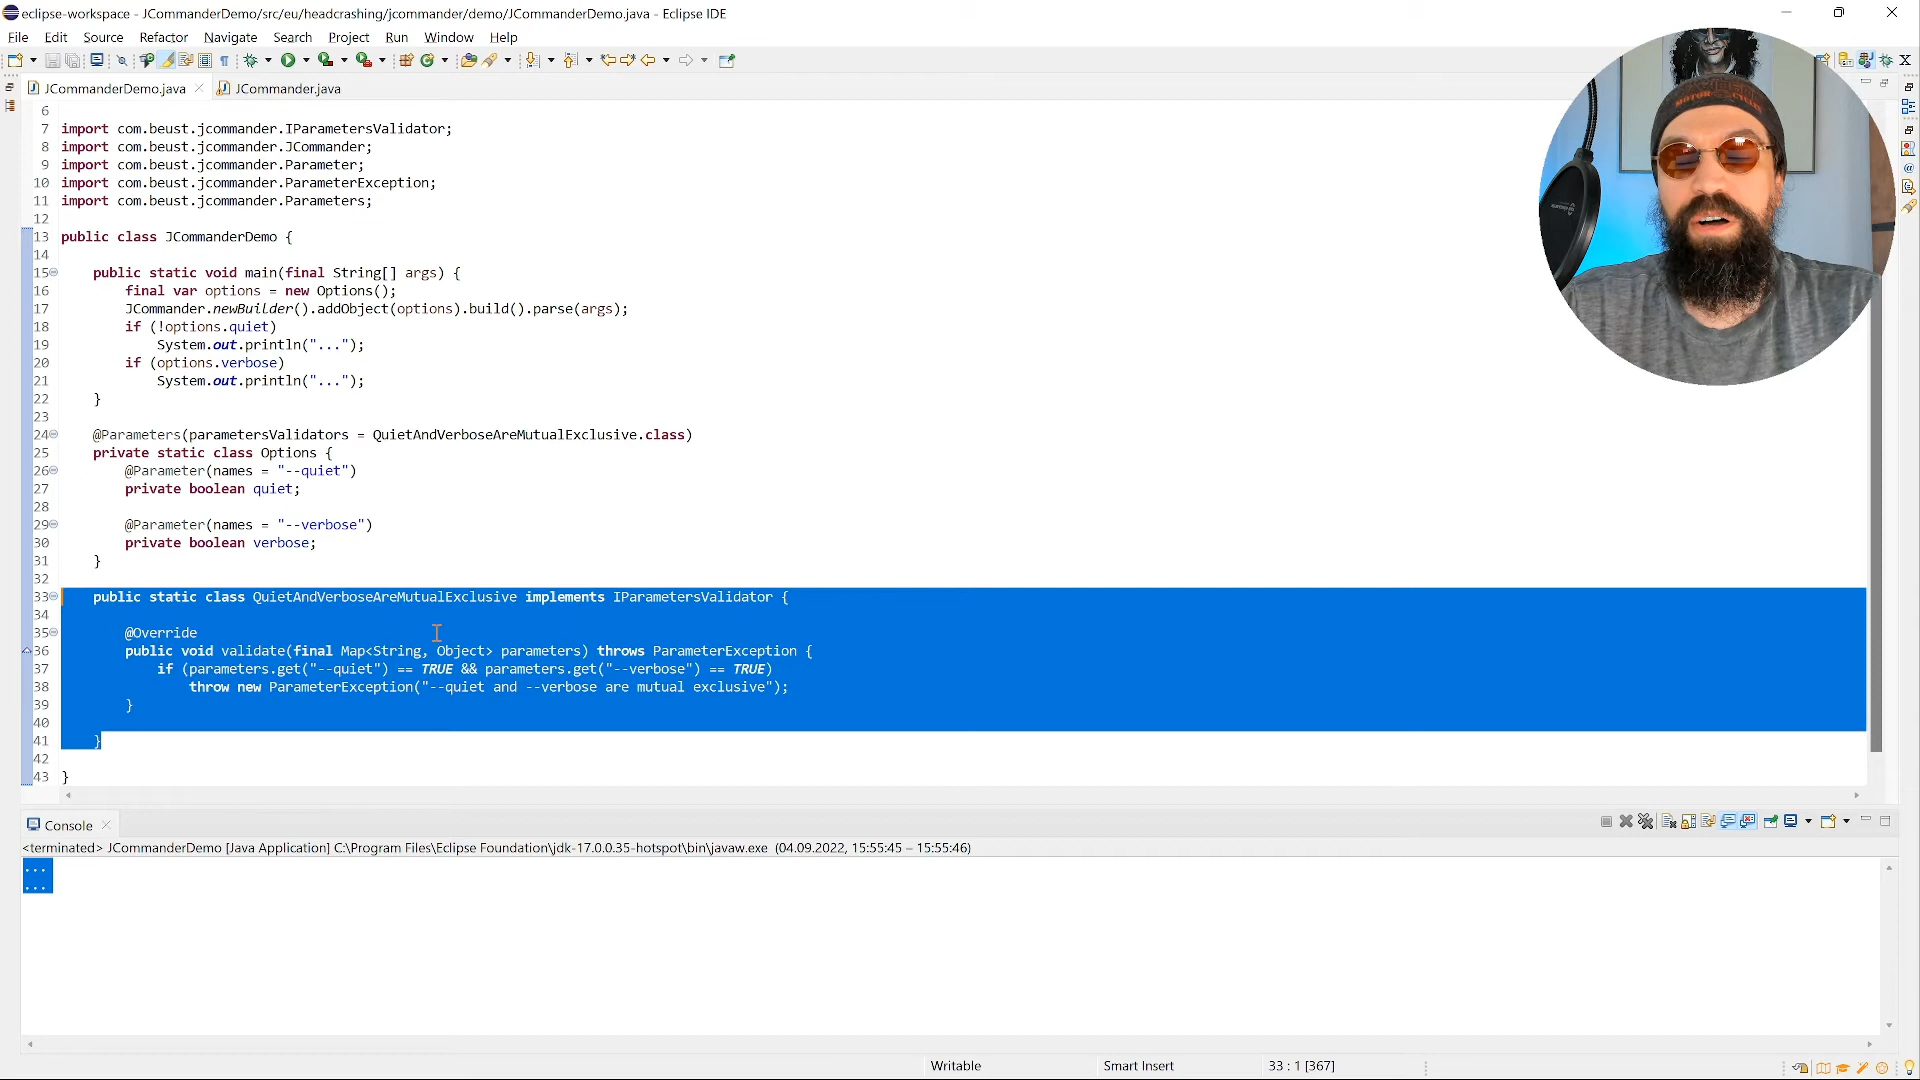 eclipse-workspace - JCommanderDemo/src/eu/headcrashing/jcommander/demo/JCommanderDemo.java - Eclipse IDE
File Edit Source Refactor Navigate Search Project Run Window Help
JCommanderDemo.java JCommander.java
6
7 import com.beust.jcommander.IParametersValidator;
8 import com.beust.jcommander.JCommander;
9 import com.beust.jcommander.Parameter;
10 import com.beust.jcommander.ParameterException;
11 import com.beust.jcommander.Parameters;
12
13 public class JCommanderDemo {
14
15 public static void main(final String[] args) {
16 final var options = new Options();
17 JCommander.newBuilder().addObject(options).build().parse(args);
18 if (!options.quiet)
19 System.out.println("...");
20 if (options.verbose)
21 System.out.println("...");
22 }
23
24 @Parameters(parametersValidators = QuietAndVerboseAreMutualExclusive.class)
25 private static class Options {
26 @Parameter(names = "--quiet")
27 private boolean quiet;
28
29 @Parameter(names = "--verbose")
30 private boolean verbose;
31 }
32
33 public static class QuietAndVerboseAreMutualExclusive implements IParametersValidator {
34
35 @Override
36 public void validate(final Map<String, Object> parameters) throws ParameterException {
37 if (parameters.get("--quiet") == TRUE && parameters.get("--verbose") == TRUE)
38 throw new ParameterException("--quiet and --verbose are mutual exclusive");
39 }
40
41 }
42
43 }
Console
<terminated> JCommanderDemo [Java Application] C:\Program Files\Eclipse Foundation\jdk-17.0.0.35-hotspot\bin\javaw.exe (04.09.2022, 15:55:45 – 15:55:46)
...
...
Writable Smart Insert 33 : 1 [367]